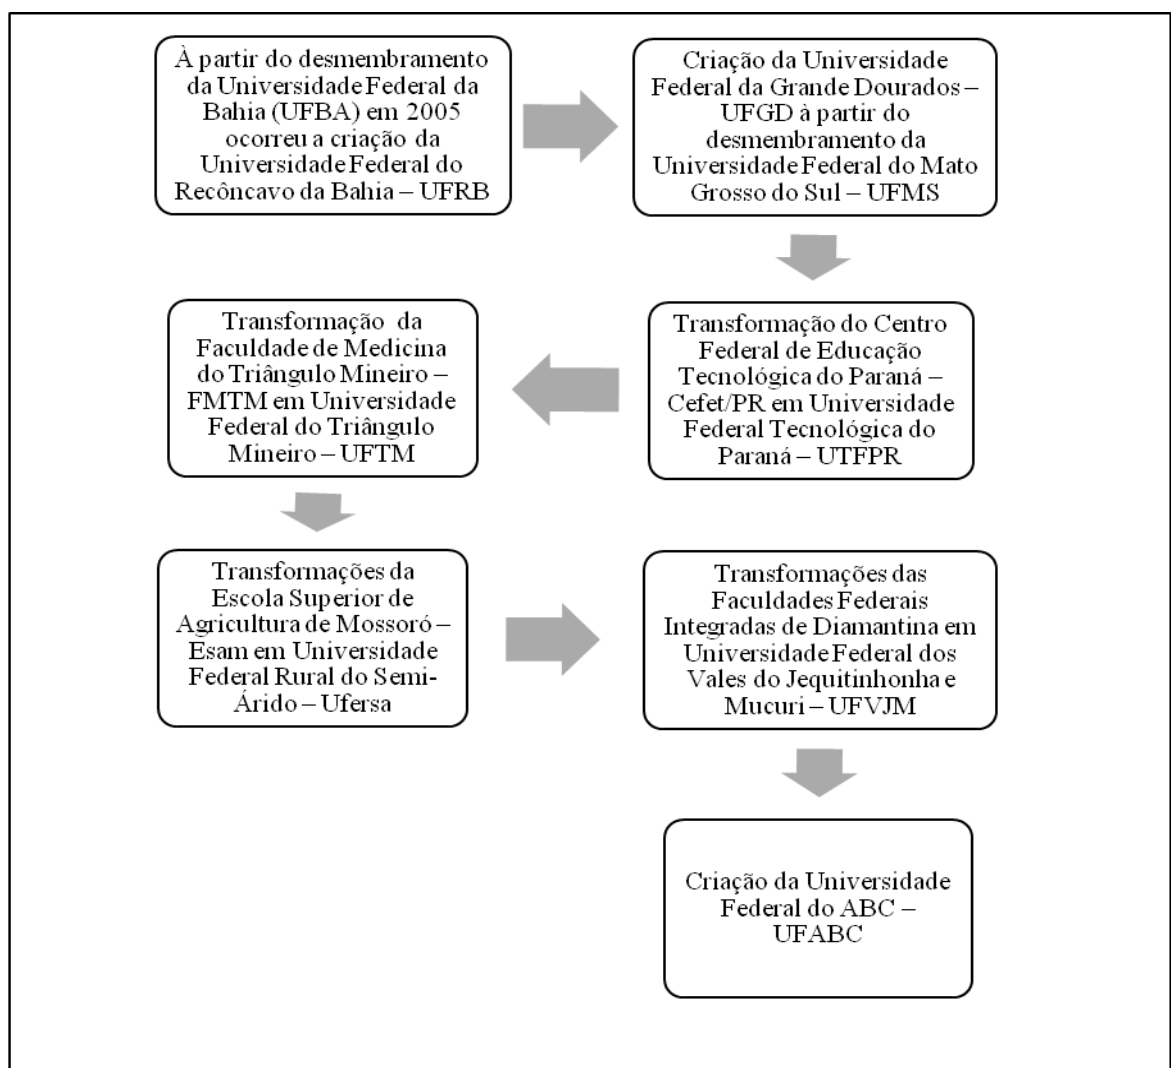 À partir do desmembramento
da Universidade Federal da
Bahia (UFBA) em 2005
ocorreu a criação da
Universidade Federal do
Recôncavo da Bahia – UFRB
Criação da Universidade
Federal da Grande Dourados –
UFGD à partir do
desmembramento da
Universidade Federal do Mato
Grosso do Sul – UFMS
Transformação do Centro
Federal de Educação
Tecnológica do Paraná –
Cefet/PR em Universidade
Federal Tecnológica do
Paraná – UTFPR
Transformação da
Faculdade de Medicina
do Triângulo Mineiro –
FMTM em Universidade
Federal do Triângulo
Mineiro – UFTM
Transformações da
Escola Superior de
Agricultura de Mossoró –
Esam em Universidade
Federal Rural do Semi-
Árido – Ufersa
Transformações das
Faculdades Federais
Integradas de Diamantina em
Universidade Federal dos
Vales do Jequitinhonha e
Mucuri – UFVJM
Criação da Universidade
Federal do ABC –
UFABC